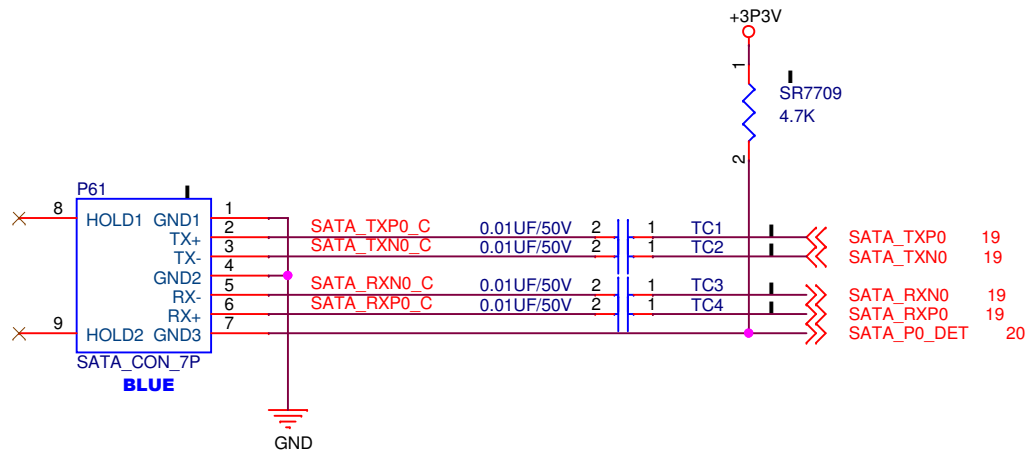 +3P3V
1
SR7709
4.7K
2
P61
8 HOLD1 GND1 1
TX+ 2 SATA_TXP0_C 0.01UF/50V 2 1 TC1 SATA_TXP0 19
TX- 3 SATA_TXN0_C 0.01UF/50V 2 1 TC2 SATA_TXN0 19
GND2 4
RX- 5 SATA_RXN0_C 0.01UF/50V 2 1 TC3 SATA_RXN0 19
RX+ 6 SATA_RXP0_C 0.01UF/50V 2 1 TC4 SATA_RXP0 19
9 HOLD2 GND3 7 SATA_P0_DET 20
SATA_CON_7P
BLUE
GND